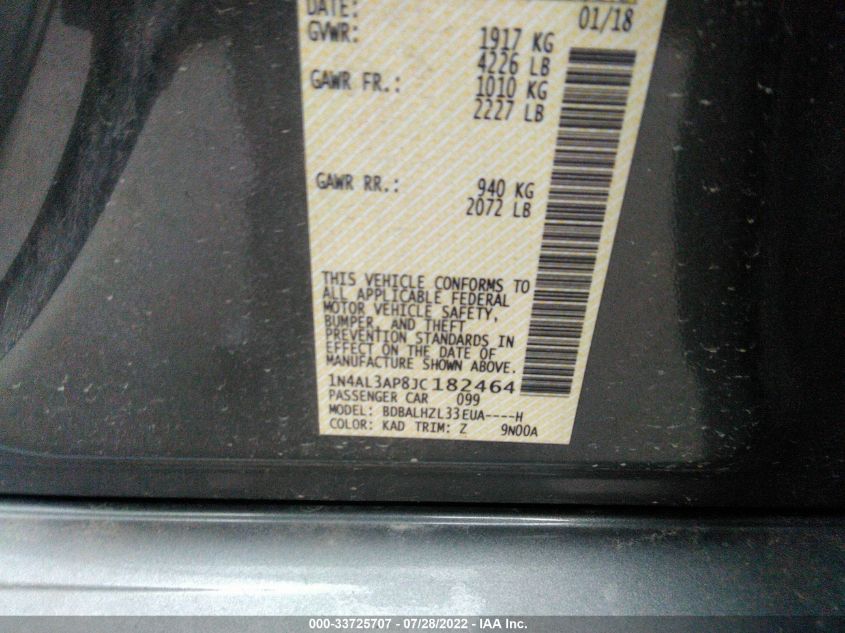 DATE: 01/18
GVWR: 1917 KG
4226 LB
GAWR FR.: 1010 KG
2227 LB
GAWR RR.: 940 KG
2072 LB
THIS VEHICLE CONFORMS TO
ALL APPLICABLE FEDERAL
MOTOR VEHICLE SAFETY,
BUMPER, AND THEFT
PREVENTION STANDARDS IN
EFFECT ON THE DATE OF
MANUFACTURE SHOWN ABOVE.
1N4AL3AP8JC182464
PASSENGER CAR 099
MODEL: BDBALHZL33EUA----H
COLOR: KAD TRIM: Z 9N00A
000-33725707 - 07/28/2022 - IAA Inc.